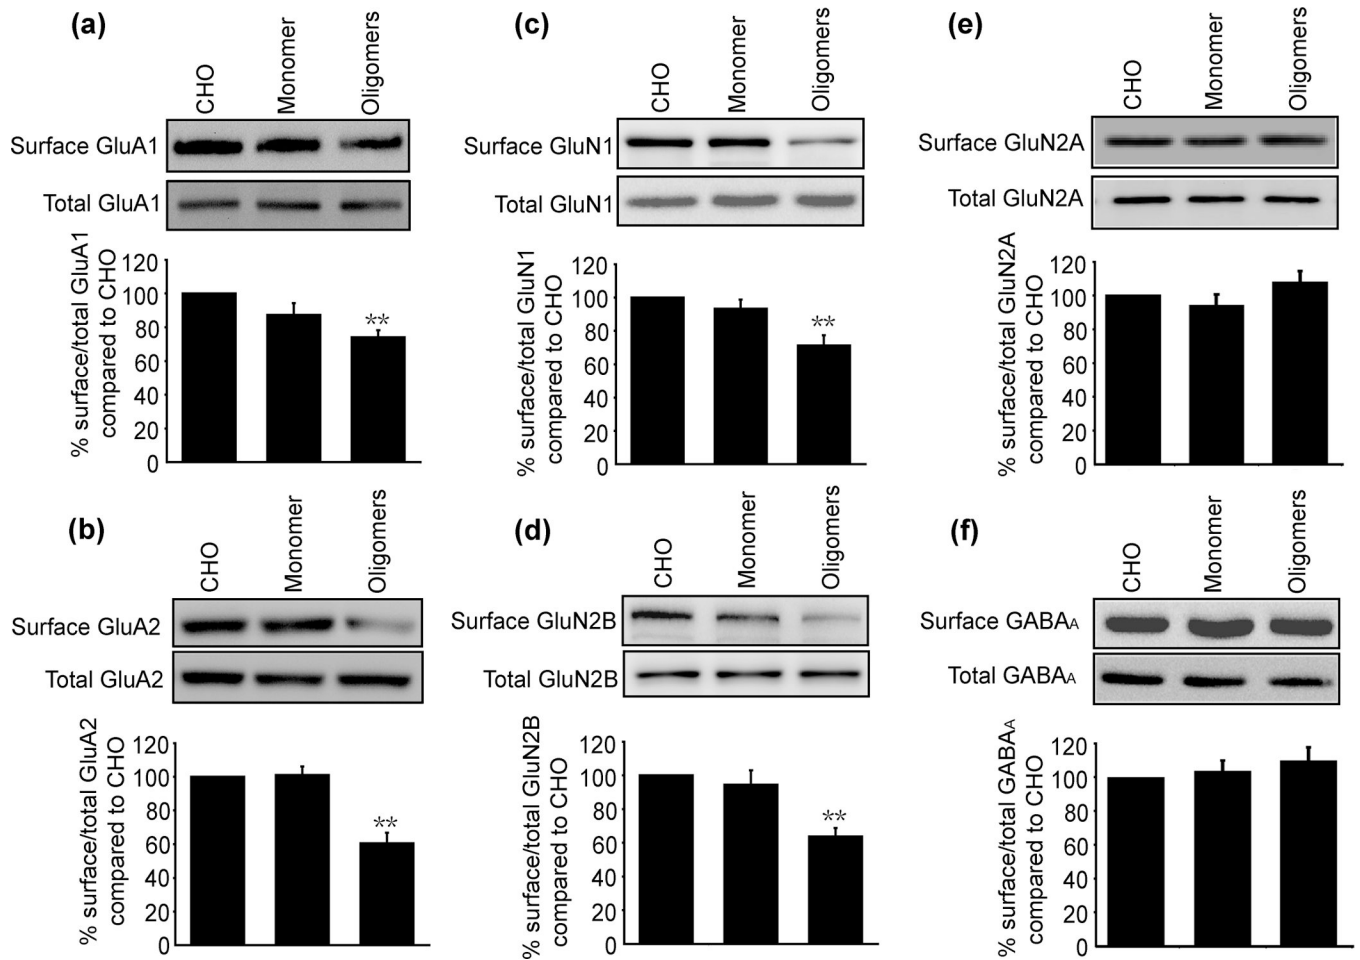 (a)
CHO
Monomer
Oligomers
Surface GluA1
Total GluA1
% surface/total GluA1
compared to CHO
120
100
80
60
40
20
0
**
(c)
CHO
Monomer
Oligomers
Surface GluN1
Total GluN1
% surface/total GluN1
compared to CHO
120
100
80
60
40
20
0
**
(e)
CHO
Monomer
Oligomers
Surface GluN2A
Total GluN2A
% surface/total GluN2A
compared to CHO
120
100
80
60
40
20
0
(b)
CHO
Monomer
Oligomers
Surface GluA2
Total GluA2
% surface/total GluA2
compared to CHO
120
100
80
60
40
20
0
**
(d)
CHO
Monomer
Oligomers
Surface GluN2B
Total GluN2B
% surface/total GluN2B
compared to CHO
120
100
80
60
40
20
0
**
(f)
CHO
Monomer
Oligomers
Surface GABAA
Total GABAA
% surface/total GABAA
compared to CHO
120
100
80
60
40
20
0